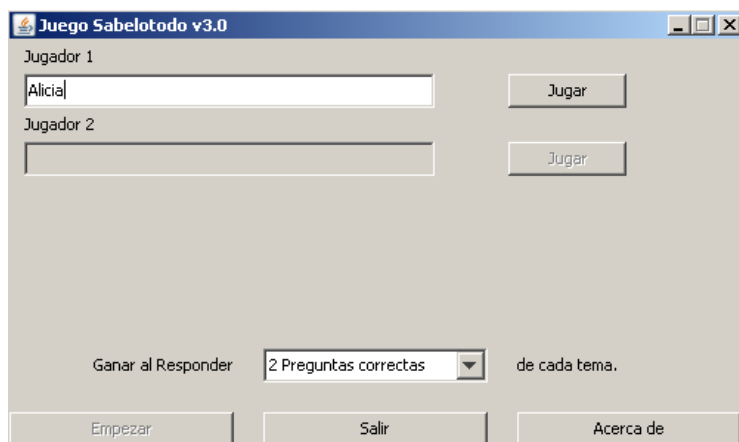 Juego Sabelotodo v3.0
Jugador 1
Alicia
Jugar
Jugador 2
Jugar
Ganar al Responder 2 Preguntas correctas de cada tema.
Empezar Salir Acerca de